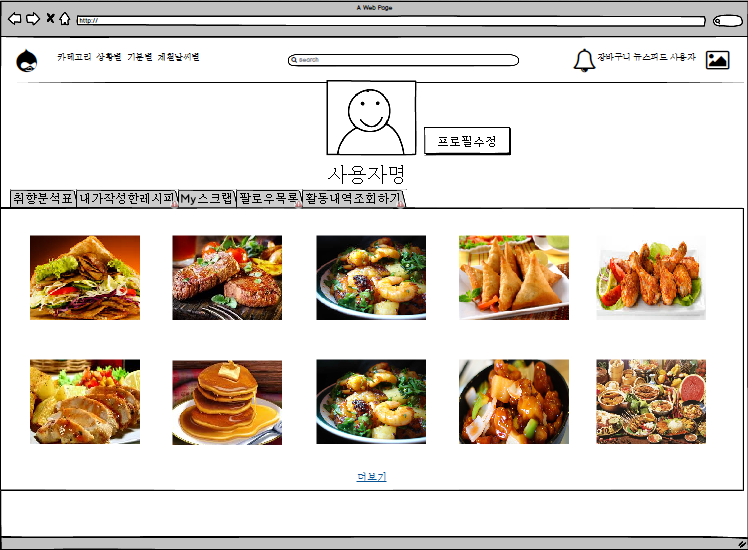 A Web Page
http://
카테고리 상황별 기분별 계절날씨별
search
장바구니 뉴스피드 사용자
프로필수정
사용자명
취향분석표 내가작성한레시피 My스크랩 팔로우목록 활동내역조회하기
더보기